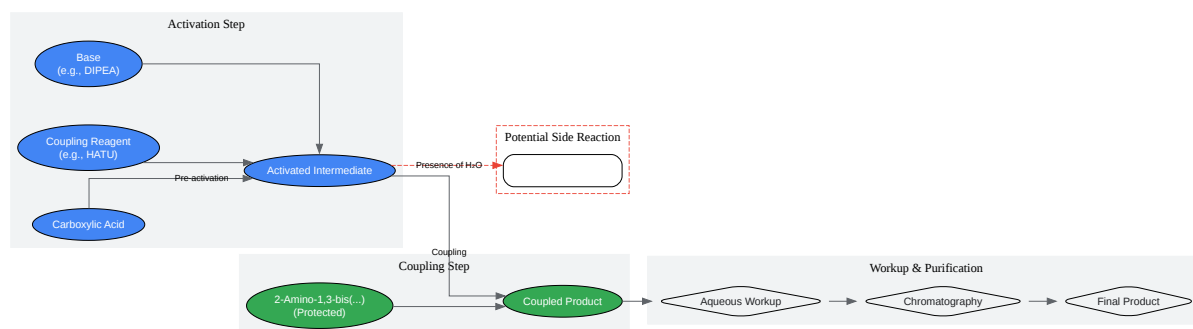 Activation Step
Base
(e.g., DIPEA)
Coupling Reagent
(e.g., HATU)
Pre-activation
Carboxylic Acid
Activated Intermediate
Presence of H₂O
Potential Side Reaction
Coupling
Coupling Step
2-Amino-1,3-bis(...)
(Protected)
Coupled Product
Workup & Purification
Aqueous Workup
Chromatography
Final Product